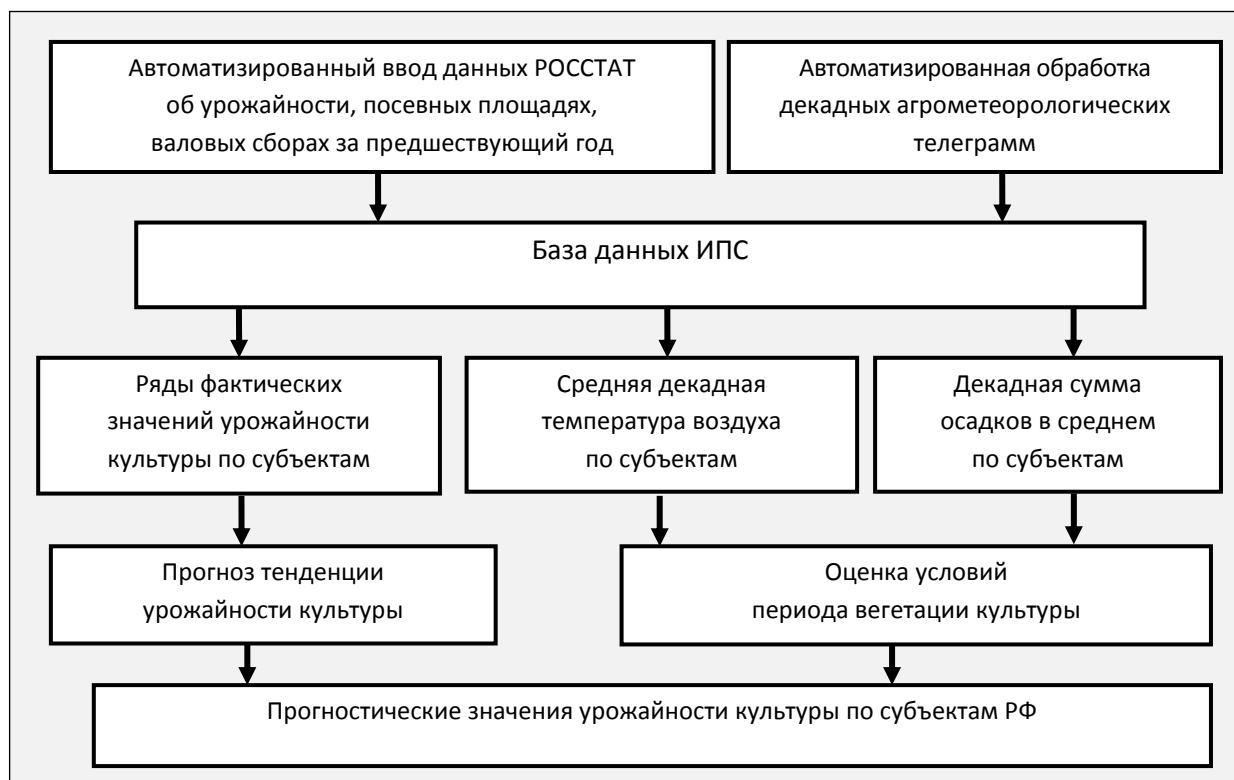 Автоматизированный ввод данных РОССТАТ
об урожайности, посевных площадях,
валовых сборах за предшествующий год
Автоматизированная обработка
декадных агрометеорологических
телеграмм
База данных ИПС
Ряды фактических
значений урожайности
культуры по субъектам
Средняя декадная
температура воздуха
по субъектам
Декадная сумма
осадков в среднем
по субъектам
Прогноз тенденции
урожайности культуры
Оценка условий
периода вегетации культуры
Прогностические значения урожайности культуры по субъектам РФ